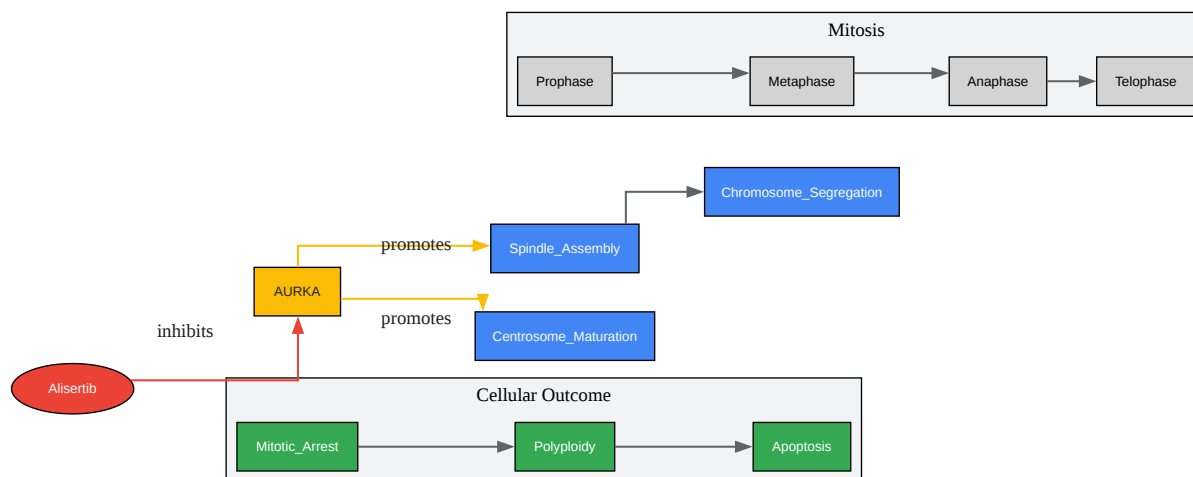 Mitosis
Prophase
Metaphase
Anaphase
Telophase
Chromosome_Segregation
promotes
Spindle_Assembly
AURKA
promotes
inhibits
Centrosome_Maturation
Alisertib
Cellular Outcome
Mitotic_Arrest
Polyploidy
Apoptosis